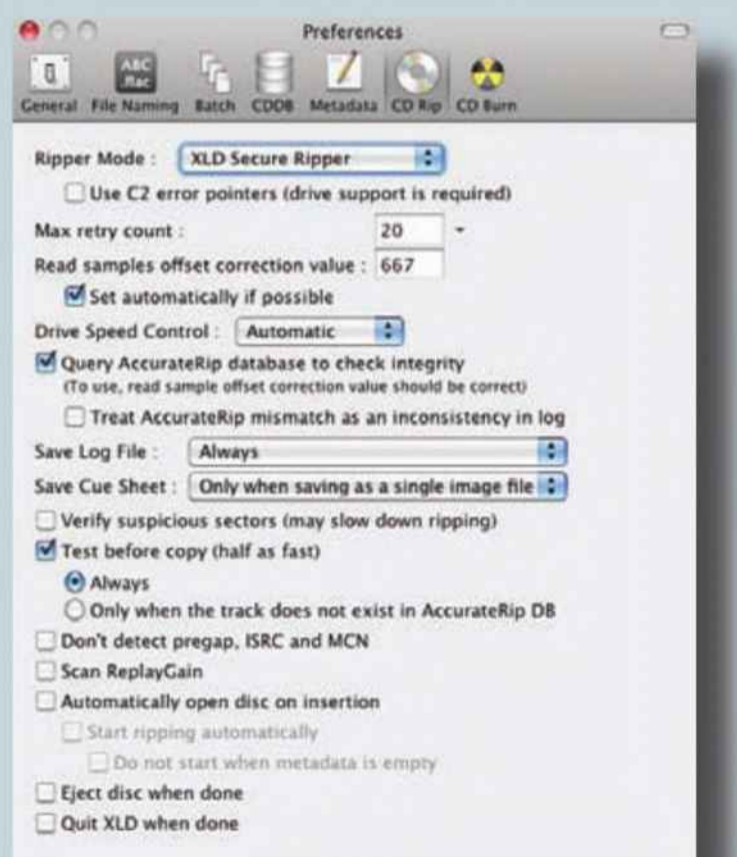 Preferences
ABC
Mac
General File Naming Batch CDDB Metadata CD Rip CD Burn
Ripper Mode : XLD Secure Ripper
Use C2 error pointers (drive support is required)
Max retry count : 20
Read samples offset correction value : 667
Set automatically if possible
Drive Speed Control : Automatic
Query AccurateRip database to check integrity
(To use, read sample offset correction value should be correct)
Treat AccurateRip mismatch as an inconsistency in log
Save Log File : Always
Save Cue Sheet : Only when saving as a single image file
Verify suspicious sectors (may slow down ripping)
Test before copy (half as fast)
Always
Only when the track does not exist in AccurateRip DB
Don't detect pregap, ISRC and MCN
Scan ReplayGain
Automatically open disc on insertion
Start ripping automatically
Do not start when metadata is empty
Eject disc when done
Quit XLD when done